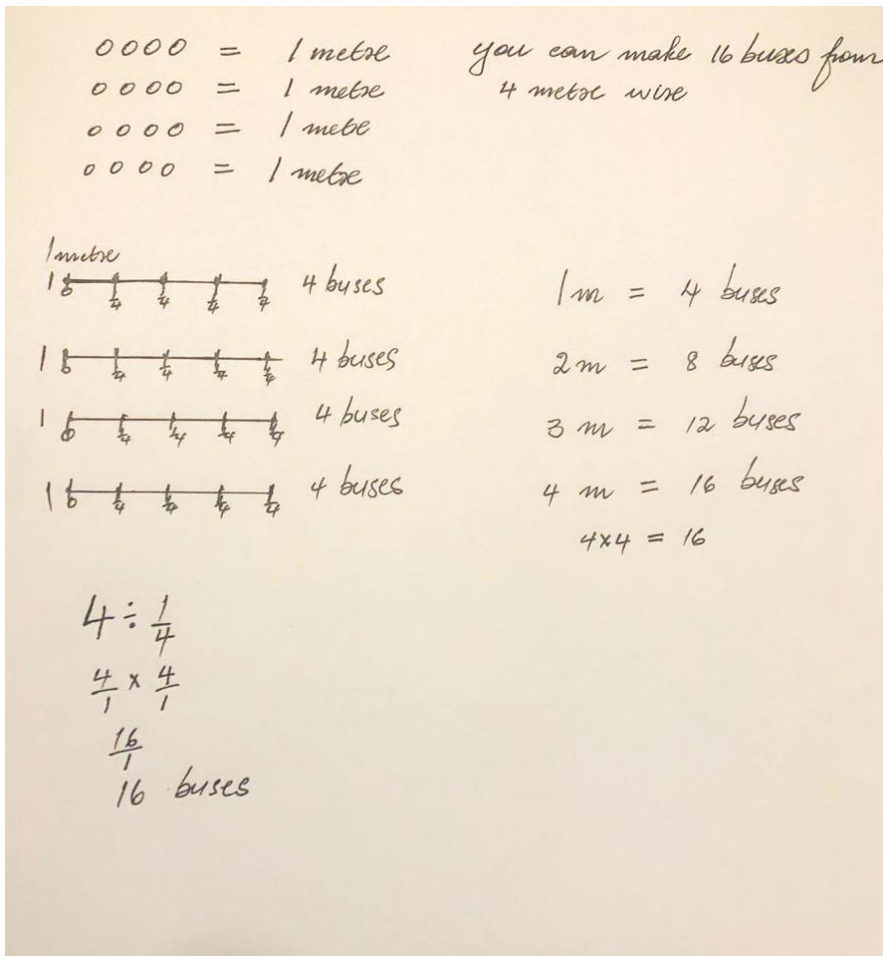 0000 = 1 metre
0000 = 1 metre
0000 = 1 mete
0000 = 1 metre
you can make 16 buses from
4 metre wire
1 metre
1 0 1/4 1/4 1/4 1/4 4 buses
1 0 1/4 1/4 1/4 1/4 4 buses
1 0 1/4 1/4 1/4 1/4 4 buses
1 0 1/4 1/4 1/4 1/4 4 buses
1m = 4 buses
2m = 8 buses
3 m = 12 buses
4 m = 16 buses
4x4 = 16
4 ÷ 1/4
4/1 x 4/1
16/1
16 buses